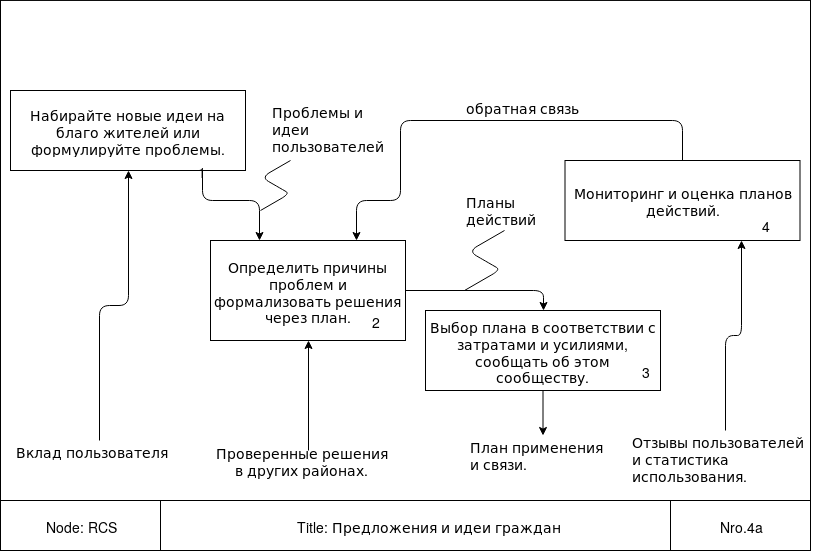 обратная связь
Набирайте новые идеи на
благо жителей или
формулируйте проблемы.
1
Проблемы и
идеи
пользователей
Мониторинг и оценка планов
действий.
4
Планы
действий
Определить причины
проблем и
формализовать решения
через план.
2
Выбор плана в соответствии с
затратами и усилиями,
сообщать об этом
сообществу.
3
Вклад пользователя
Проверенные решения
в других районах.
План применения
и связи.
Отзывы пользователей
и статистика
использования.
Node: RCS
Title: Предложения и идеи граждан
Nro.4a